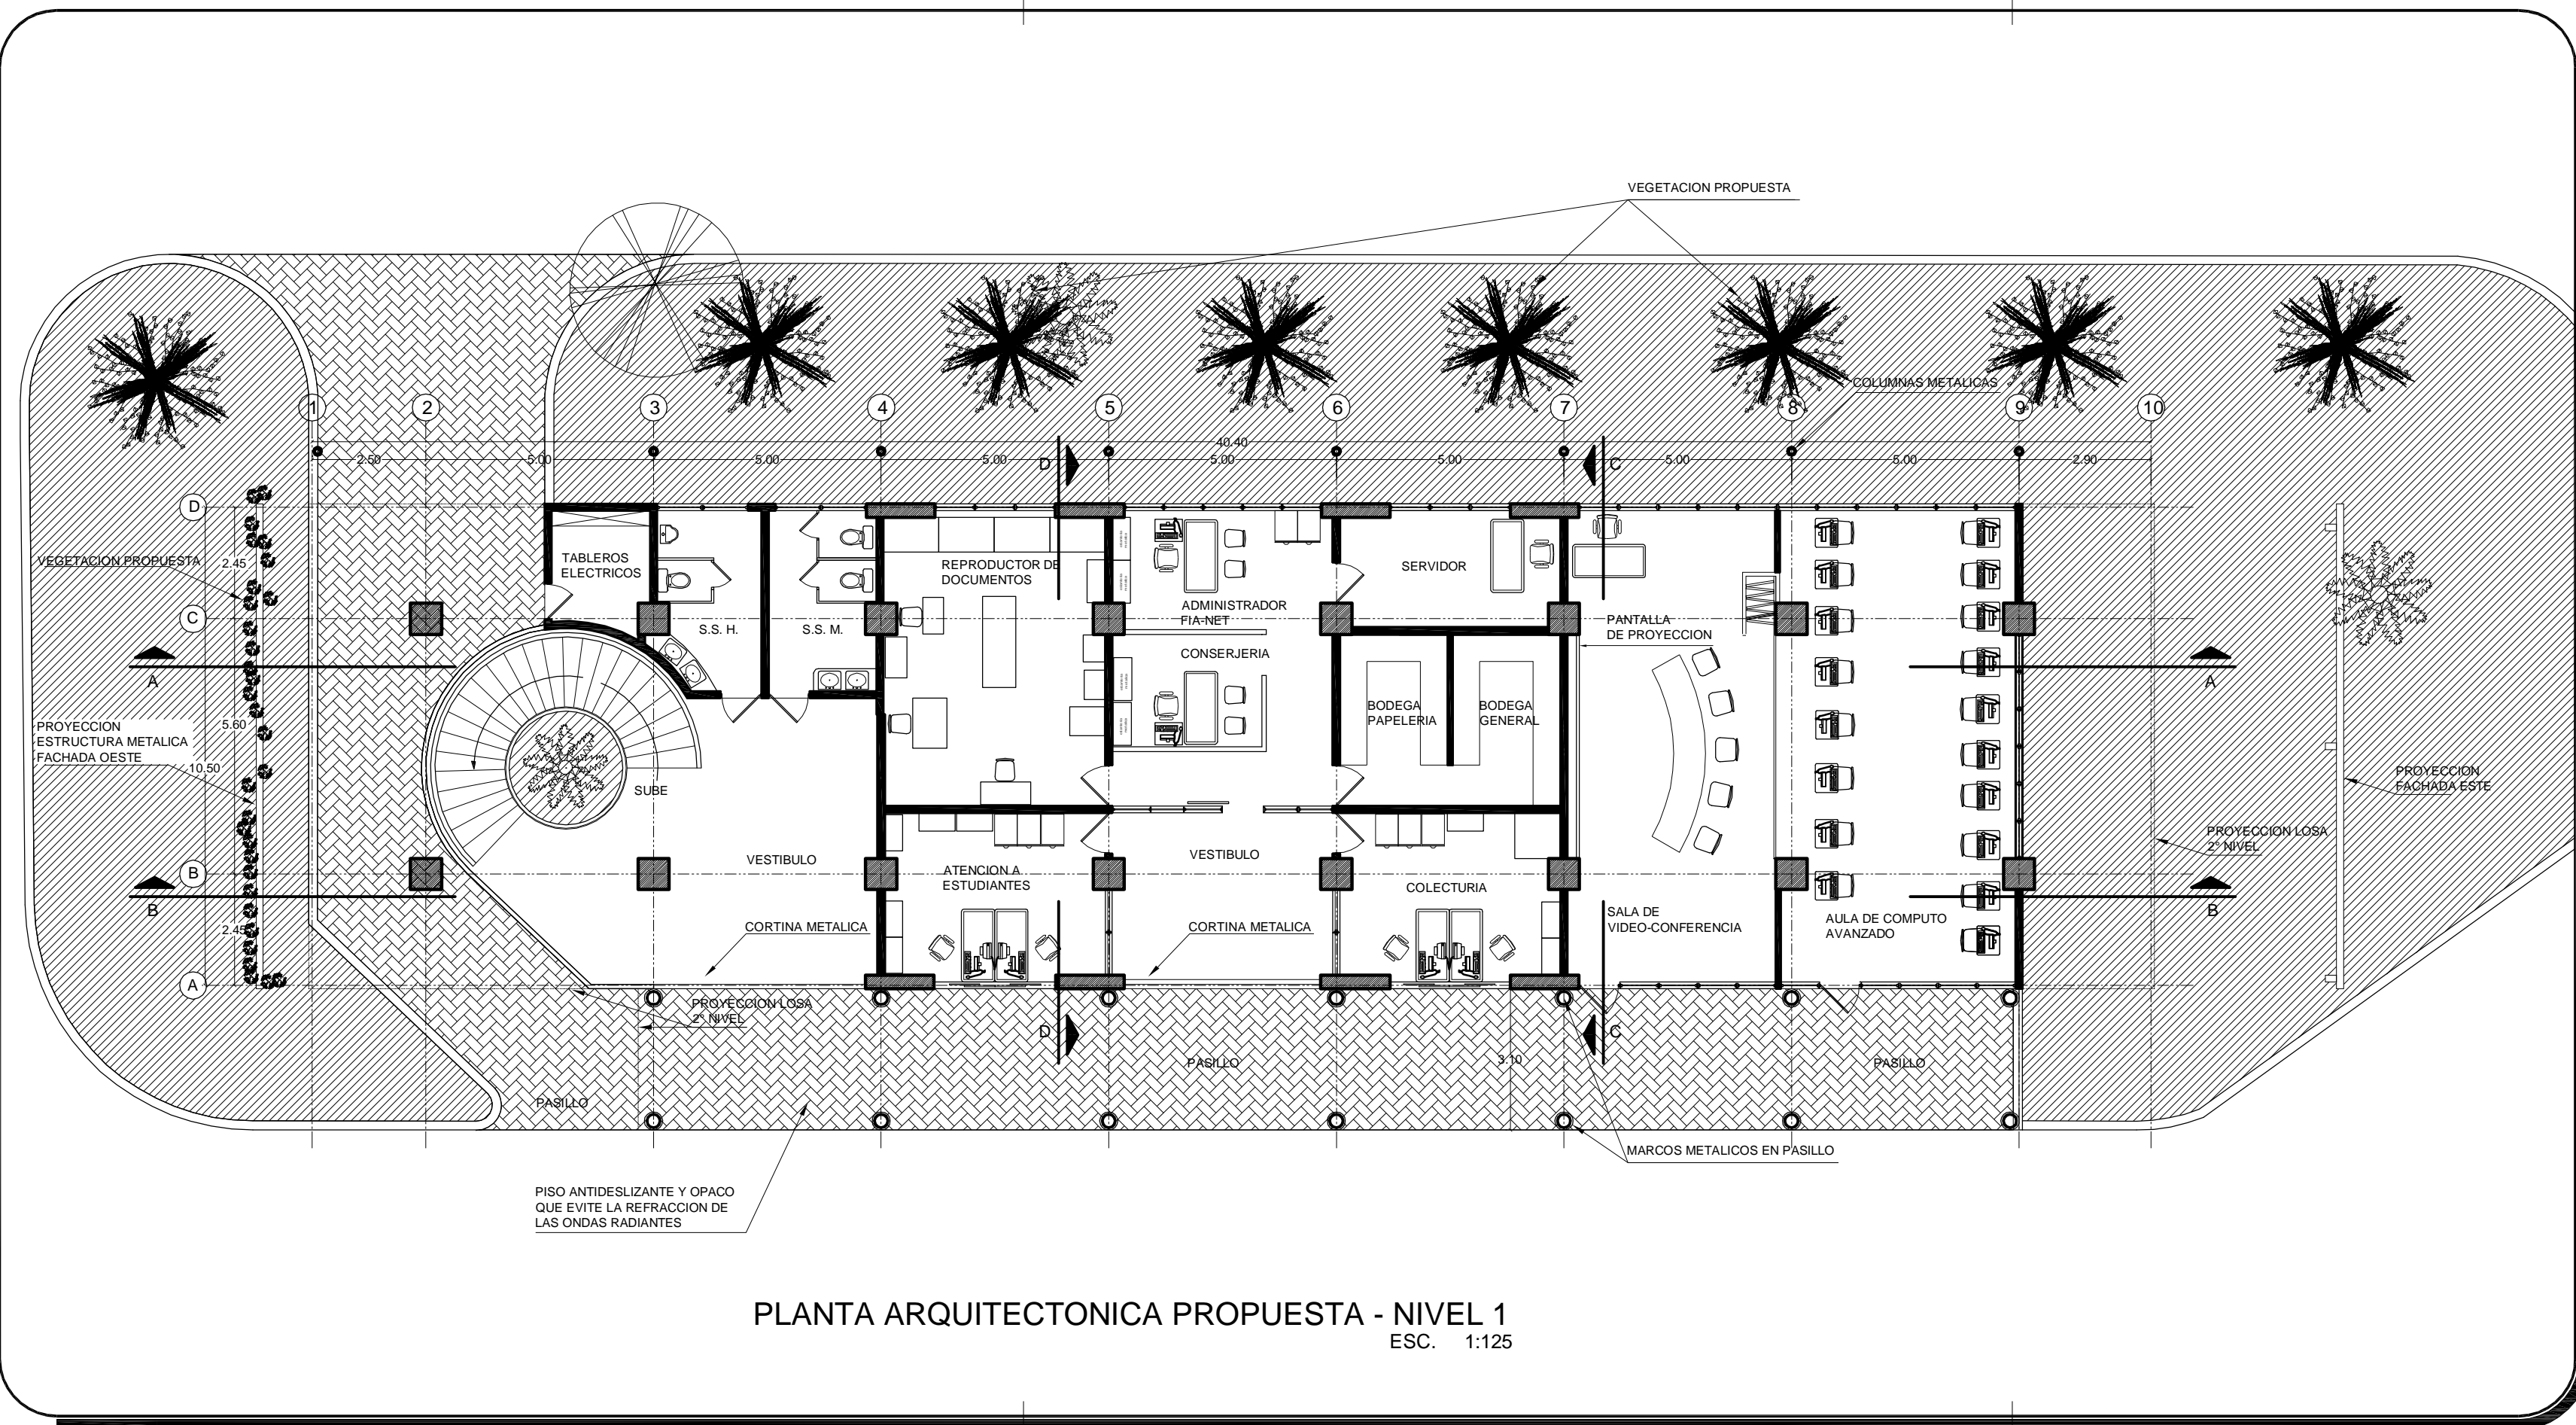 VEGETACION PROPUESTA
COLUMNAS METALICAS
1
2
3
4
5
6
7
8
9
10
40.40
2.50
5.00
5.00
5.00
5.00
5.00
5.00
5.00
2.90
D
C
D
C
B
A
VEGETACION PROPUESTA
2.45
5.60
10.50
2.45
PROYECCION
ESTRUCTURA METALICA
FACHADA OESTE
A
B
A
B
TABLEROS
ELECTRICOS
S.S. H.
S.S. M.
REPRODUCTOR DE
DOCUMENTOS
ADMINISTRADOR
FIA-NET
CONSERJERIA
SERVIDOR
BODEGA
PAPELERIA
BODEGA
GENERAL
PANTALLA
DE PROYECCION
SUBE
VESTIBULO
ATENCION A
ESTUDIANTES
VESTIBULO
COLECTURIA
SALA DE
VIDEO-CONFERENCIA
AULA DE COMPUTO
AVANZADO
CORTINA METALICA
CORTINA METALICA
PROYECCION
FACHADA ESTE
PROYECCION LOSA
2° NIVEL
PROYECCION LOSA
2° NIVEL
D
C
PASILLO
PASILLO
3.10
PASILLO
MARCOS METALICOS EN PASILLO
PISO ANTIDESLIZANTE Y OPACO
QUE EVITE LA REFRACCION DE
LAS ONDAS RADIANTES
PLANTA ARQUITECTONICA PROPUESTA - NIVEL 1
ESC. 1:125